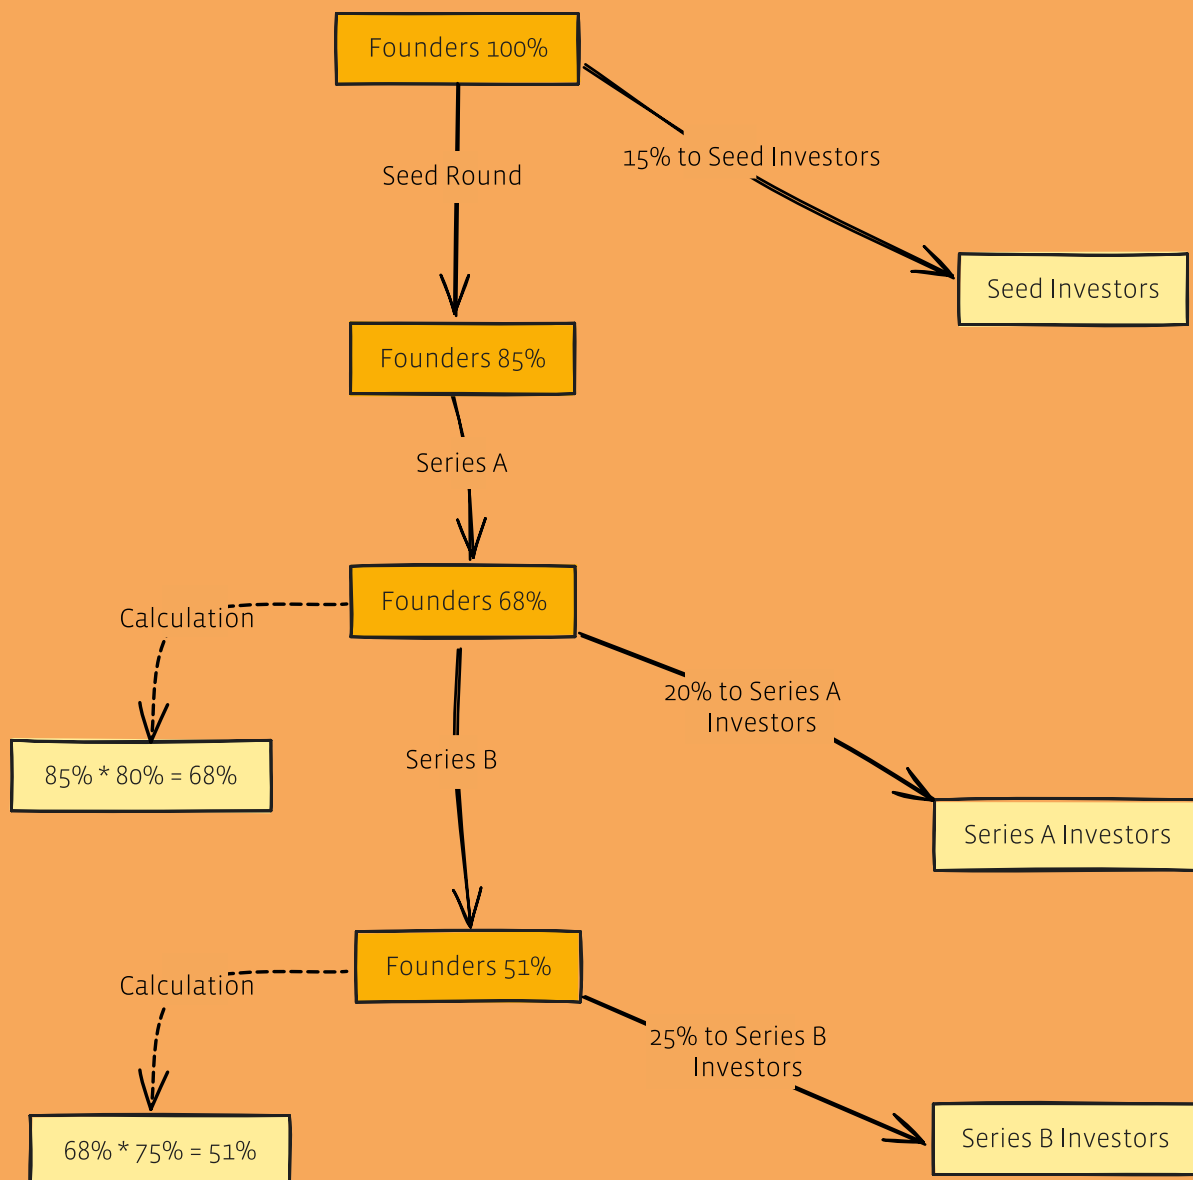 Founders 100%
15% to Seed Investors
Seed Round
Seed Investors
Founders 85%
Series A
Founders 68%
Calculation
20% to Series A
Investors
Series B
85% * 80% = 68%
Series A Investors
Founders 51%
Calculation
25% to Series B
Investors
Series B Investors
68% * 75% = 51%